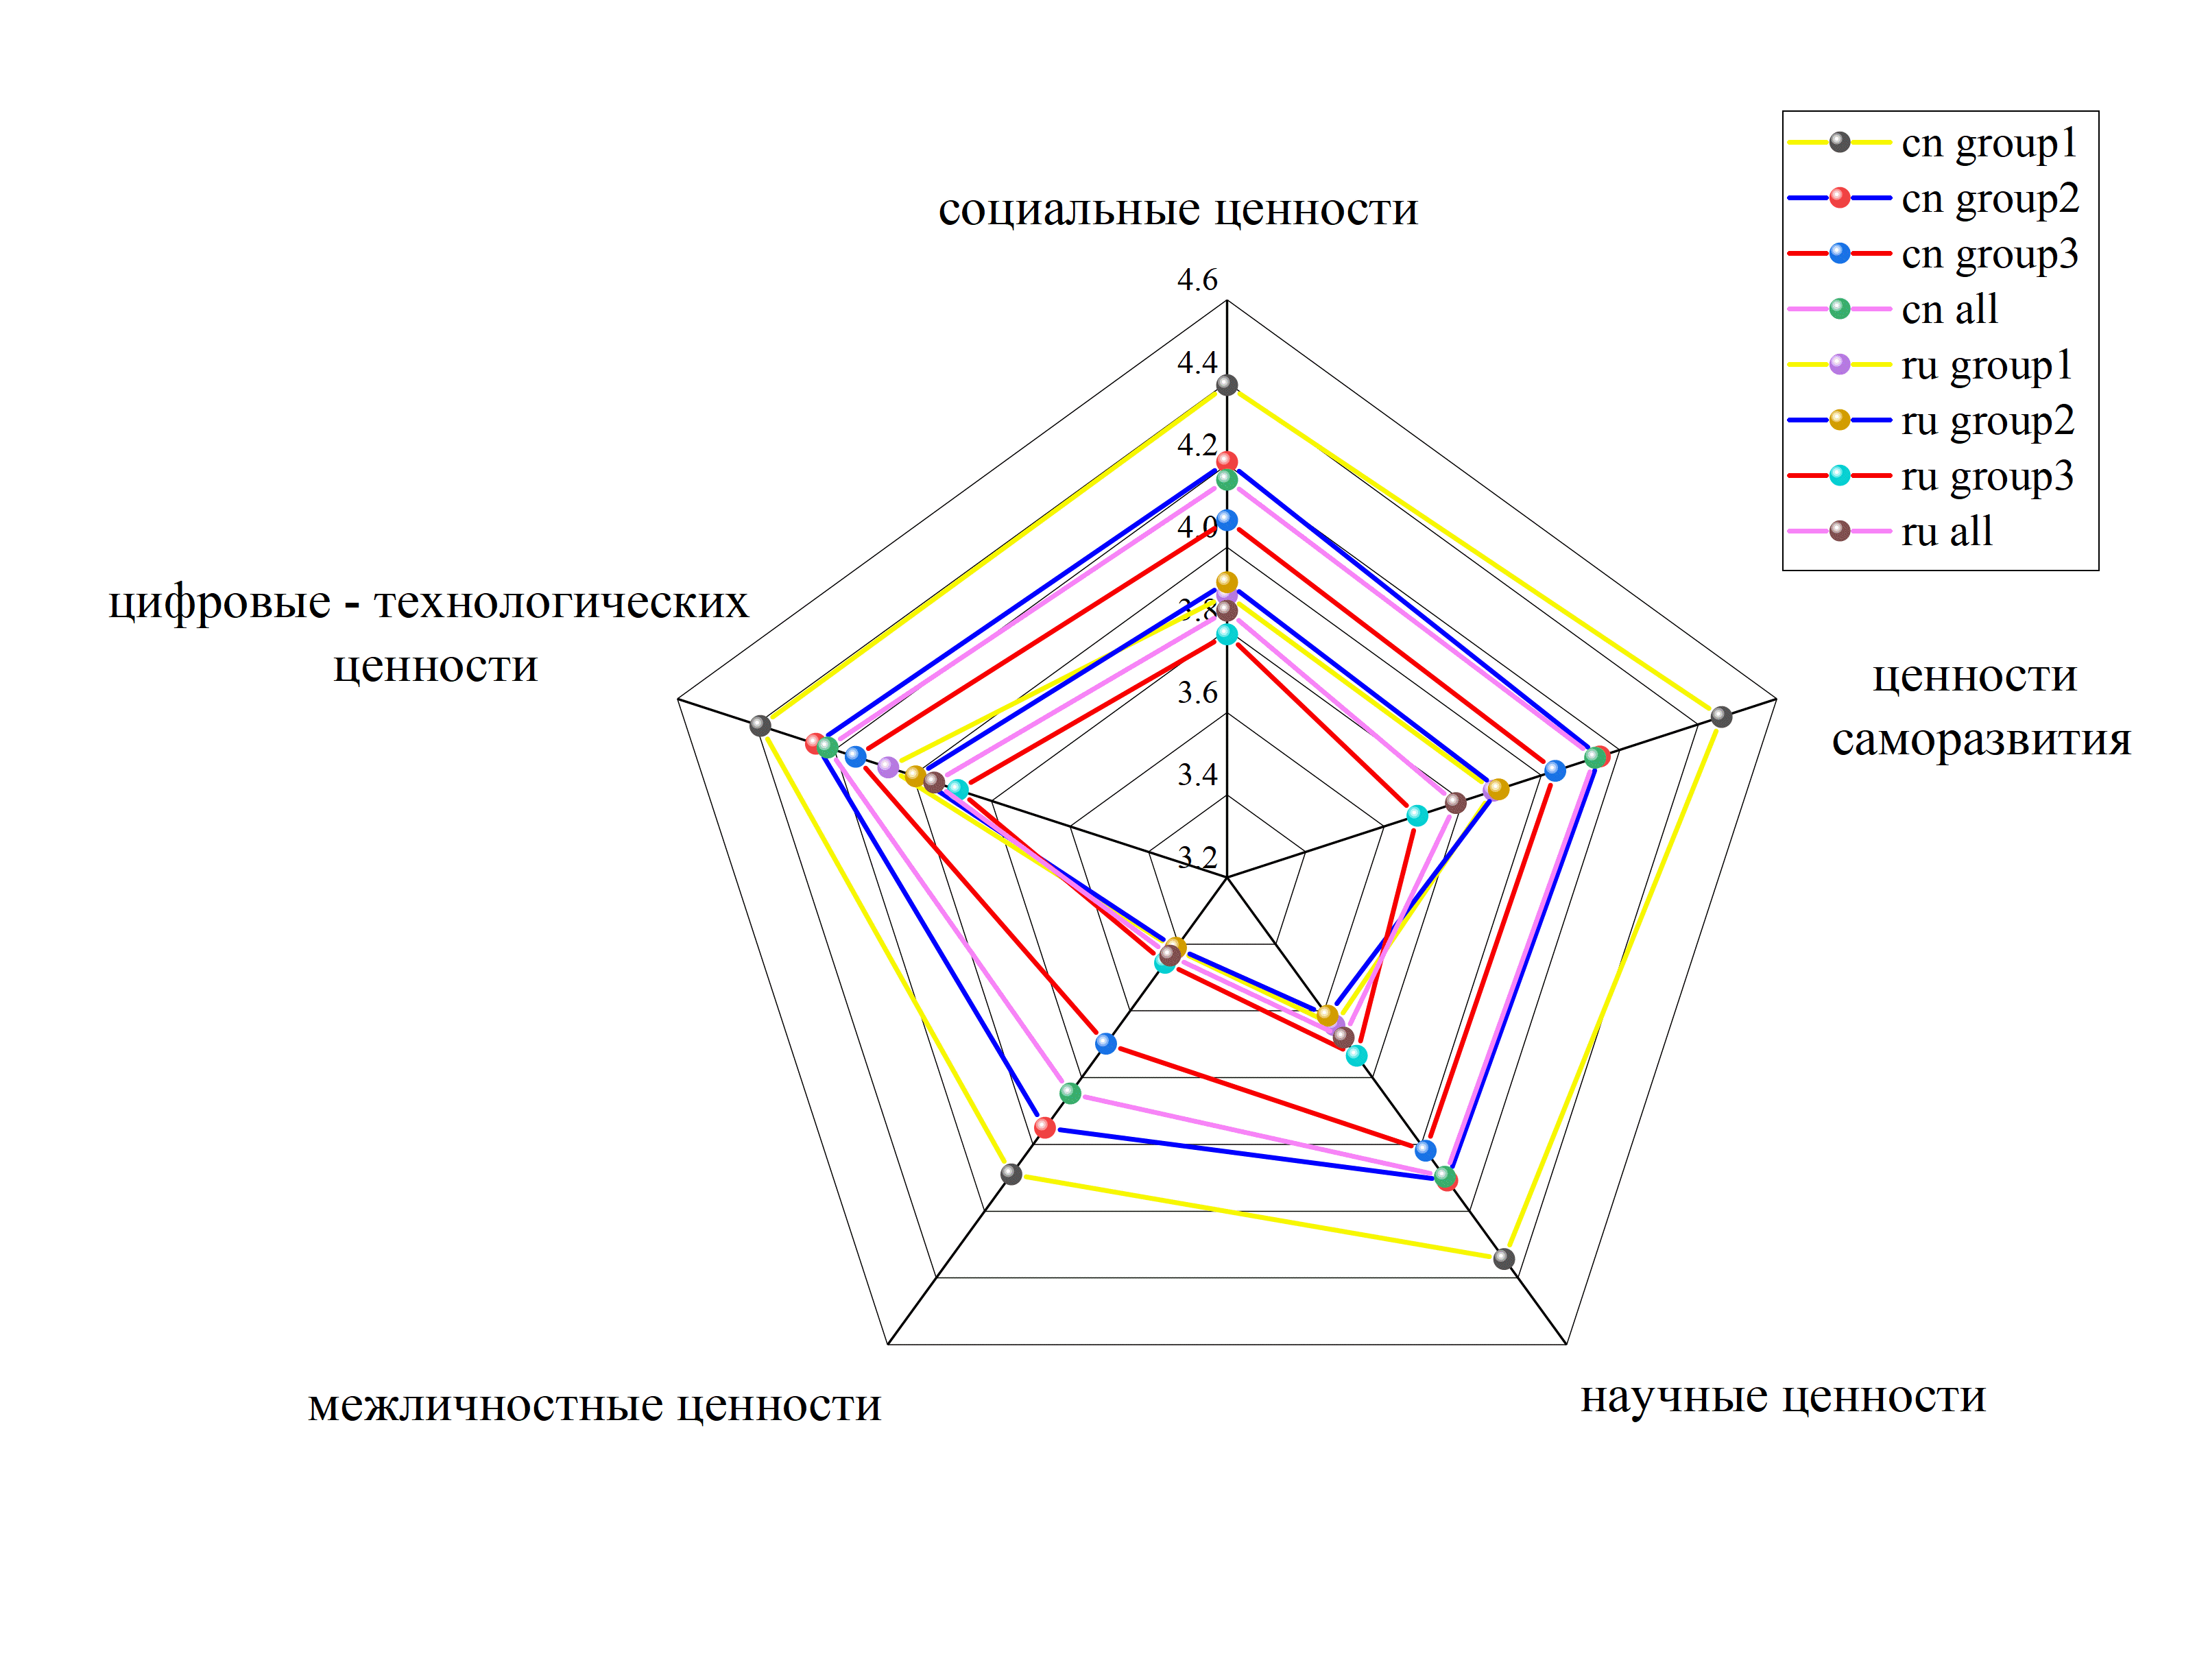 cn group1
cn group2
cn group3
cn all
ru group1
ru group2
ru group3
ru all
социальные ценности
4.6
4.4
4.2
4.0
3.8
3.6
3.4
3.2
цифровые - технологических
ценности
ценности
саморазвития
межличностные ценности
научные ценности